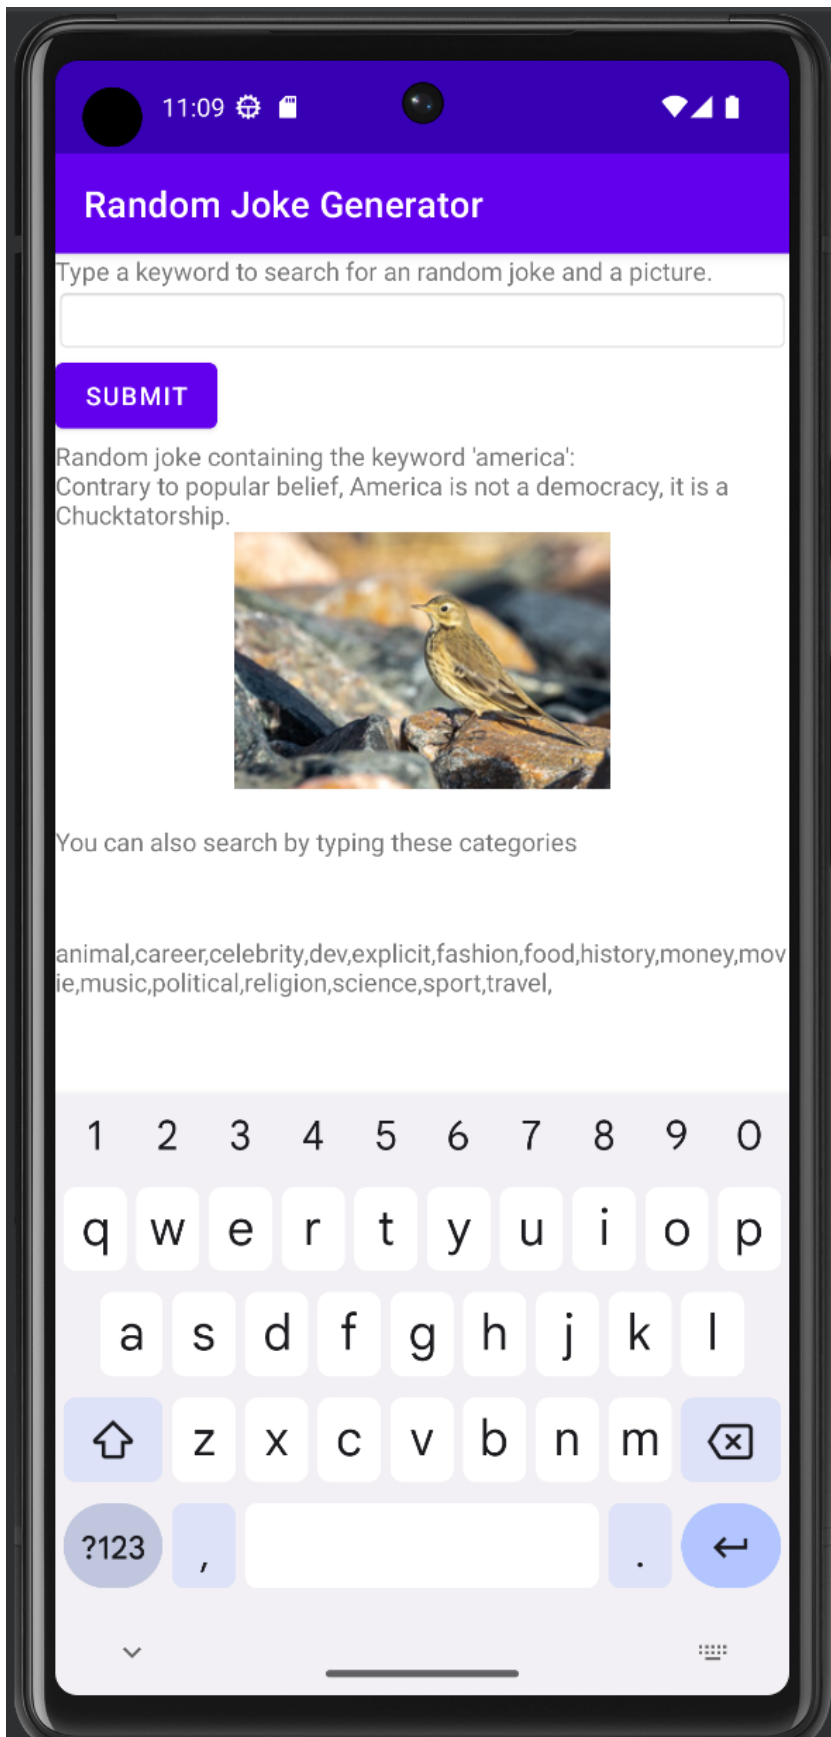 11:09
Random Joke Generator
Type a keyword to search for an random joke and a picture.
SUBMIT
Random joke containing the keyword 'america':
Contrary to popular belief, America is not a democracy, it is a
Chucktatorship.
You can also search by typing these categories
animal,career,celebrity,dev,explicit,fashion,food,history,money,mov
ie,music,political,religion,science,sport,travel,
1 2 3 4 5 6 7 8 9 0
q w e r t y u i o p
a s d f g h j k l
z x c v b n m
?123 , .